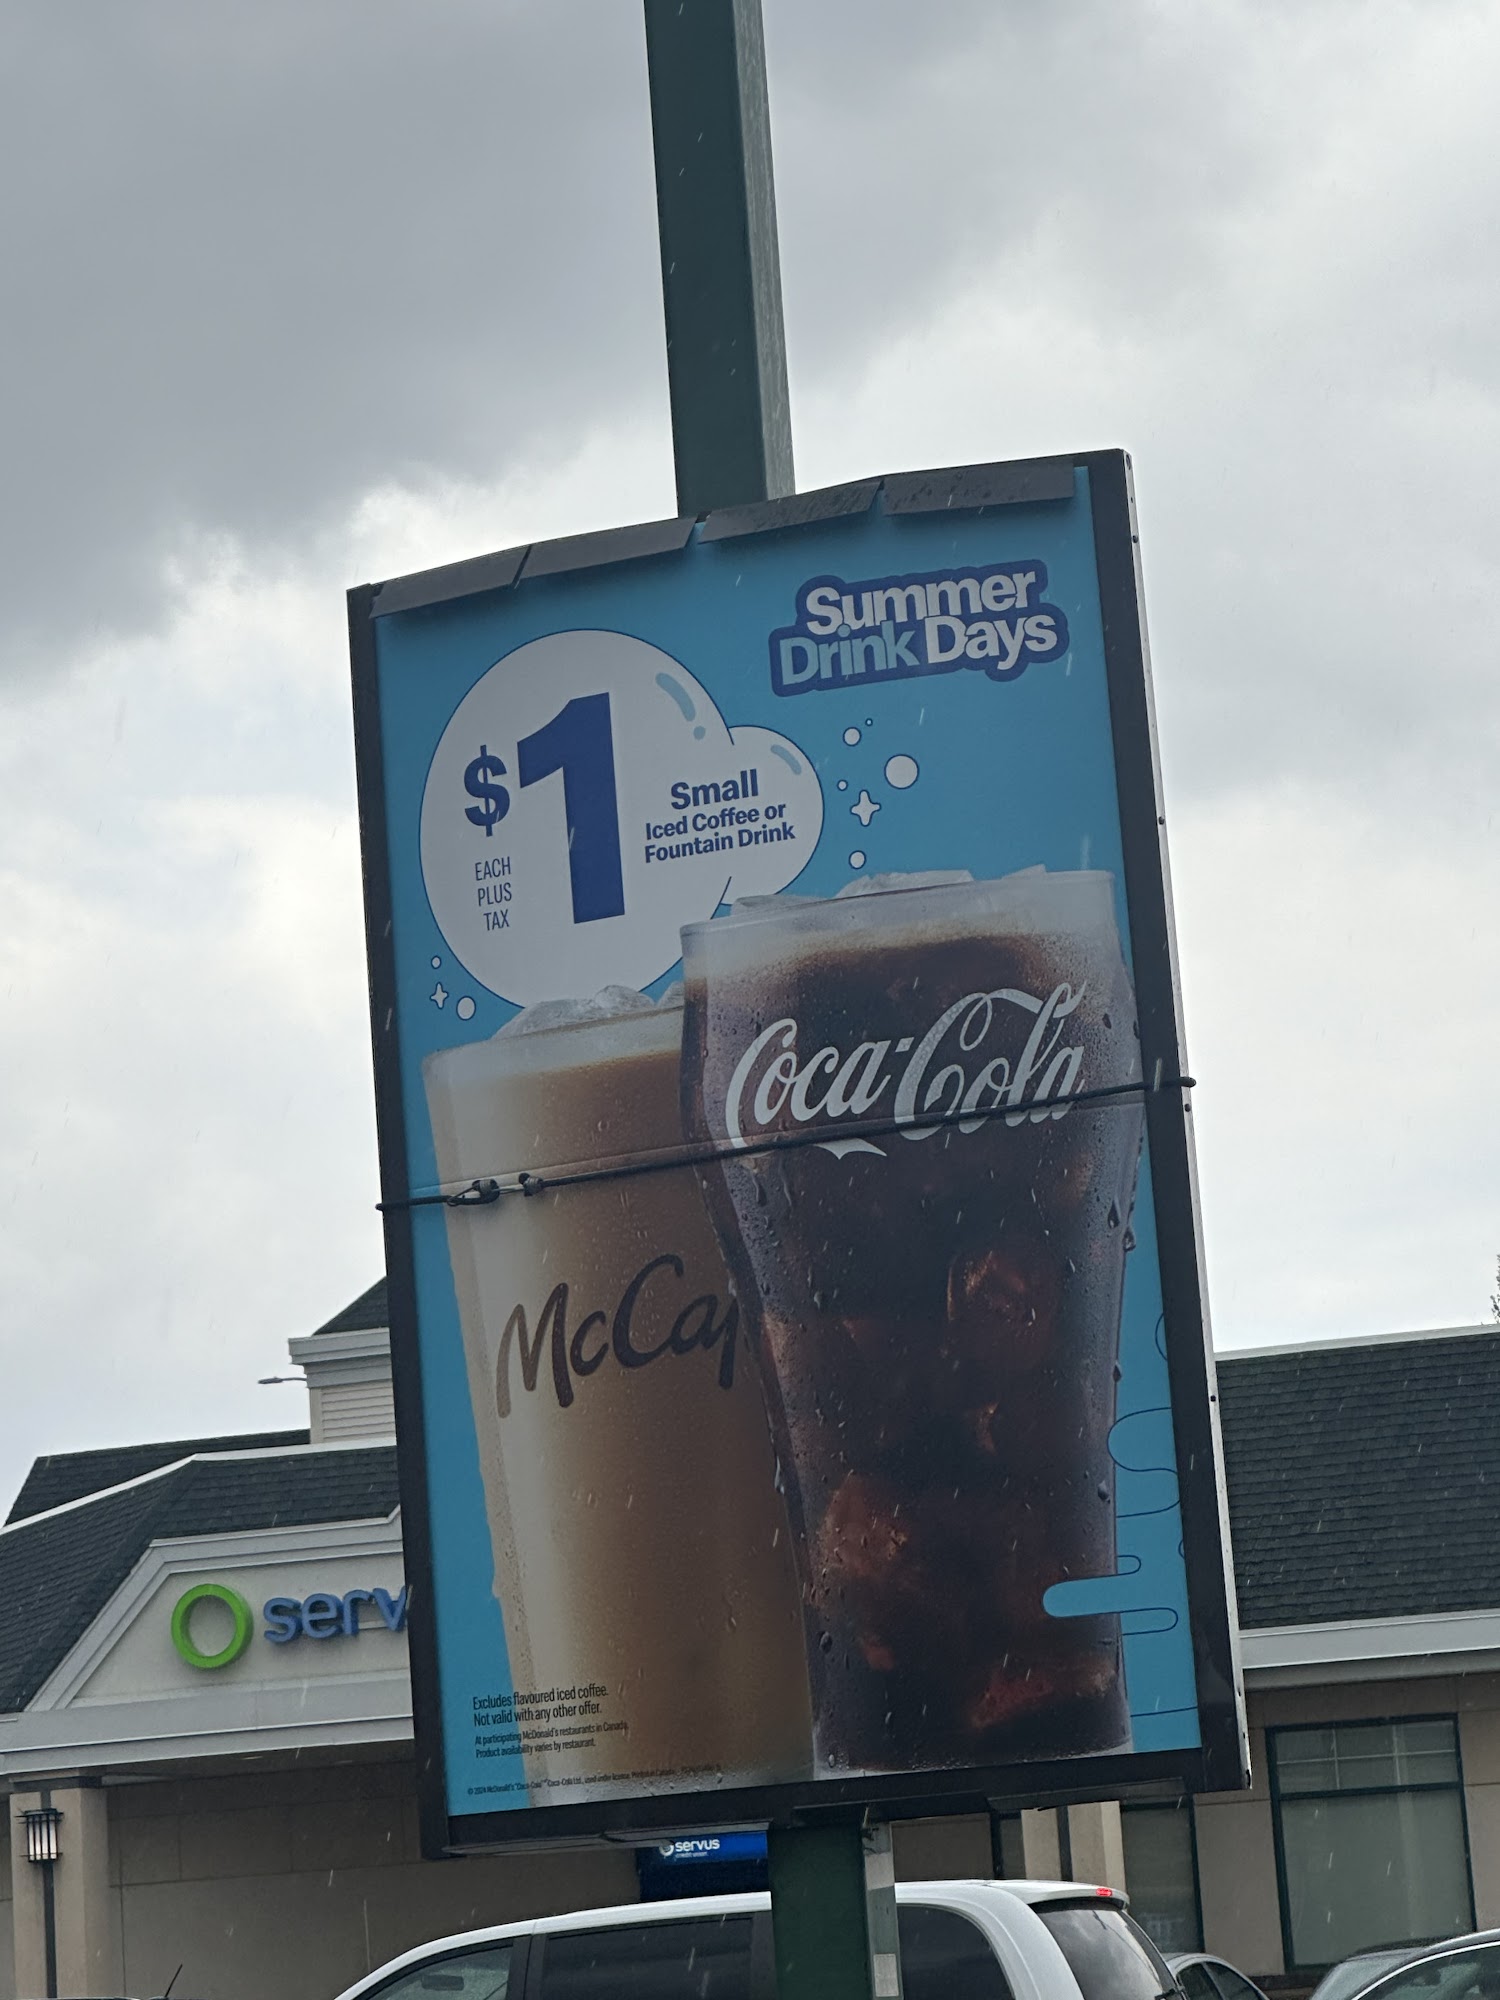 Summer
Drink Days
$1
EACH
PLUS
TAX
Small
Iced Coffee or
Fountain Drink
Coca-Cola
McCaf
serv
Excludes flavoured iced coffee.
Not valid with any other offer.
At participating McDonald's restaurants in Canada.
Product availability varies by restaurant.
servus